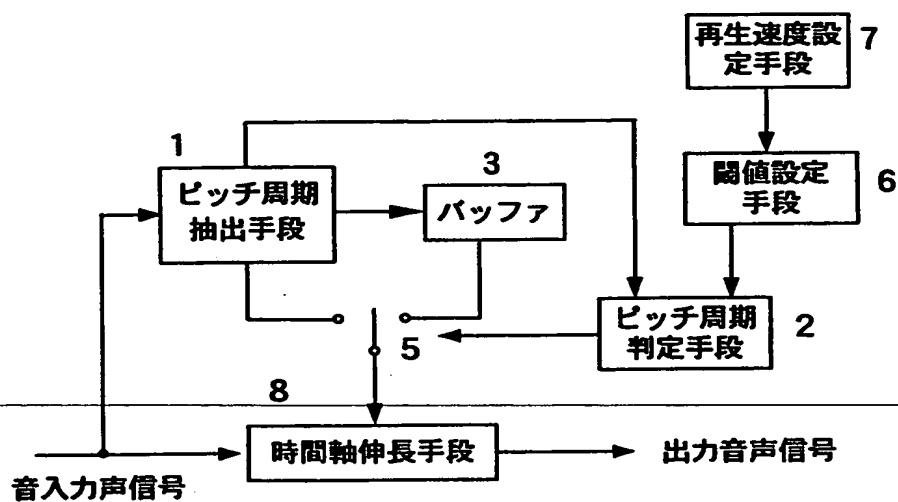 再生速度設
定手段
7
1
ピッチ周期
抽出手段
3
バッファ
閾値設定
手段
6
ピッチ周期
判定手段
2
5
8
時間軸伸長手段
出力音声信号
音入力声信号